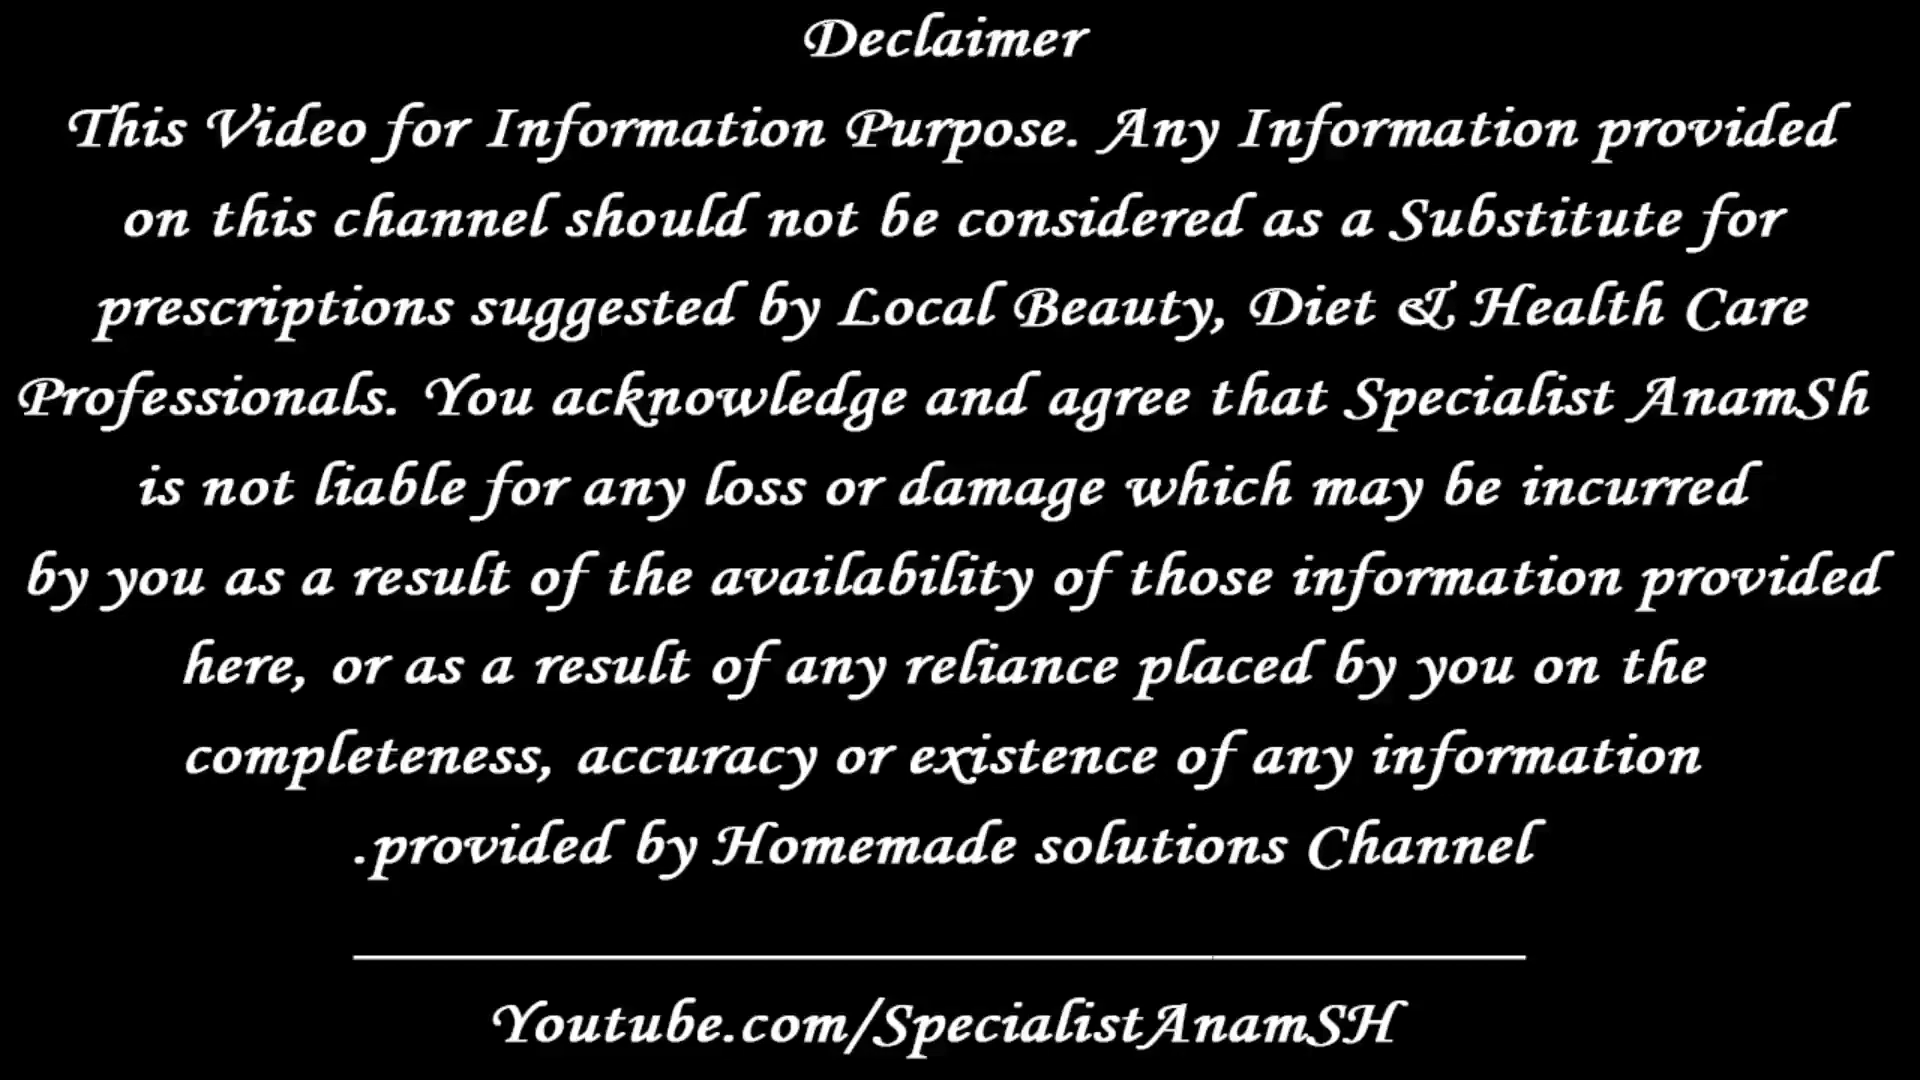 Declaimer
This Video for Information Purpose. Any Information provided
on this channel should not be considered as a Substitute for
prescriptions suggested by Local Beauty, Diet & Health Care
Professionals. You acknowledge and agree that Specialist AnamSh
is not liable for any loss or damage which may be incurred
by you as a result of the availability of those information provided
here, or as a result of any reliance placed by you on the
completeness, accuracy or existence of any information
.provided by Homemade solutions Channel
Youtube.com/SpecialistAnamSH